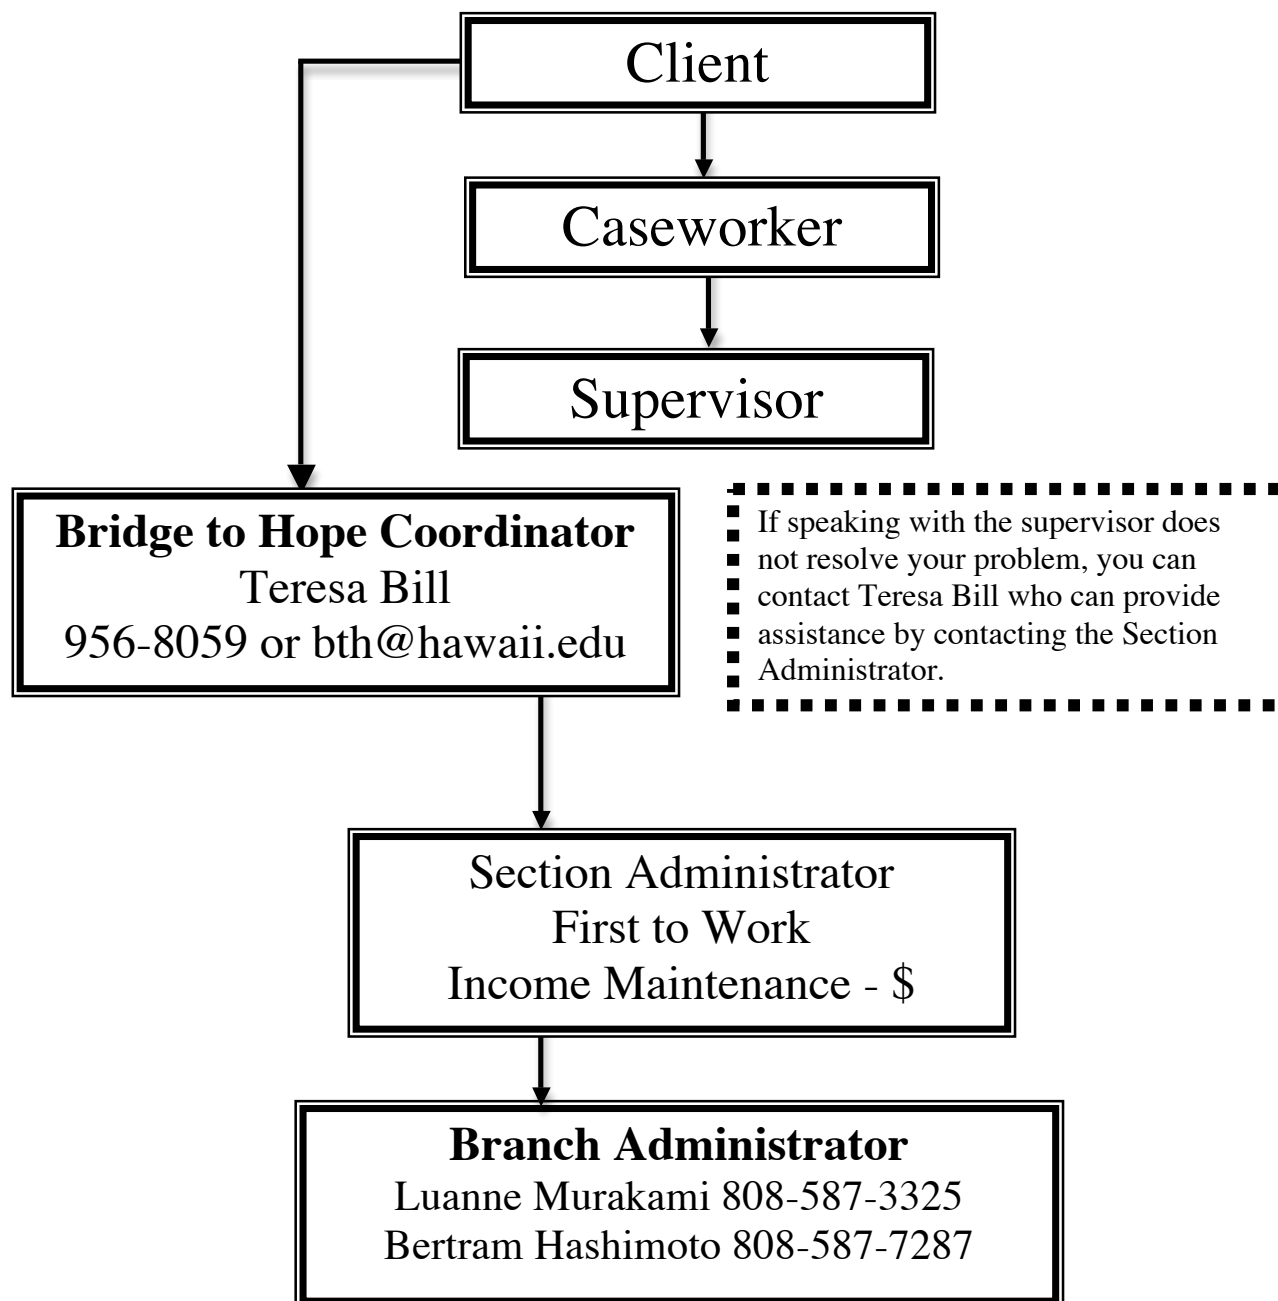 Client
Caseworker
Supervisor
Bridge to Hope Coordinator
Teresa Bill
956-8059 or bth@hawaii.edu
If speaking with the supervisor does
not resolve your problem, you can
contact Teresa Bill who can provide
assistance by contacting the Section
Administrator.
Section Administrator
First to Work
Income Maintenance - $
Branch Administrator
Luanne Murakami 808-587-3325
Bertram Hashimoto 808-587-7287